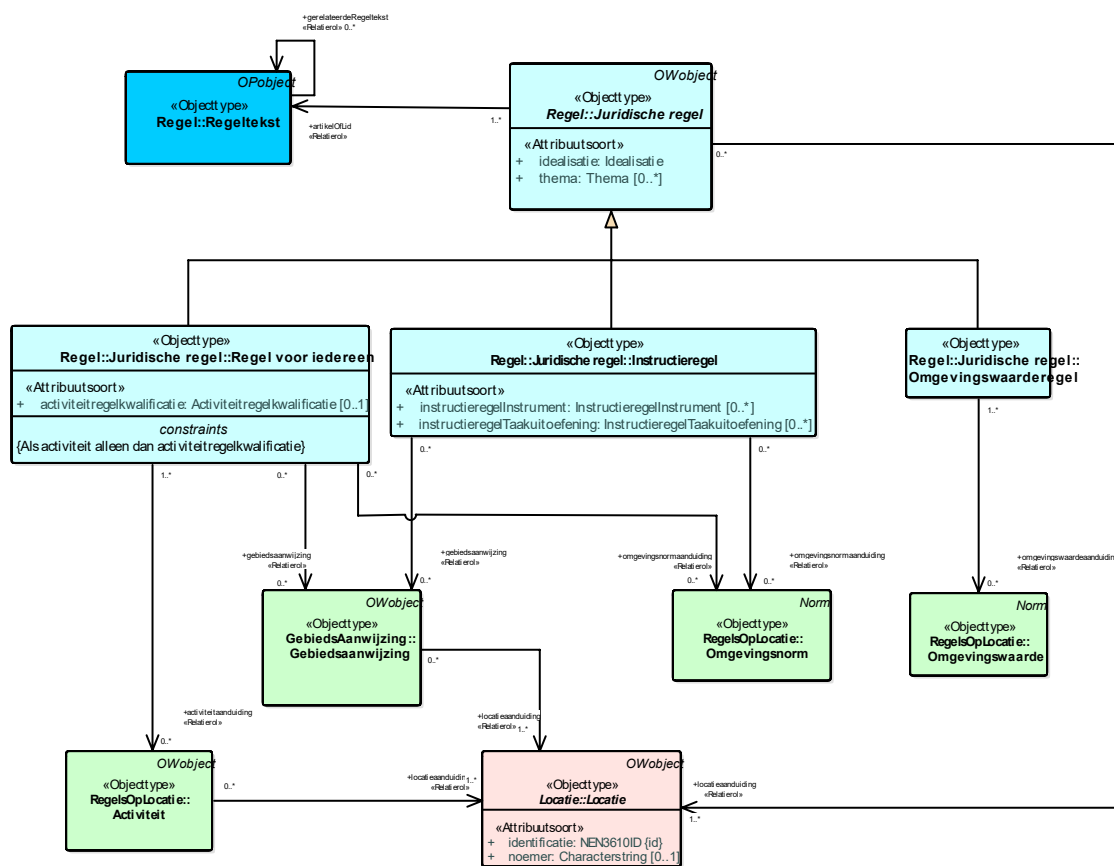 +gerelateerdeRegeltekst
«Relatierol» 0..*
OPobject
«Objecttype»
Regel::Regeltekst
+artikelOfLid
«Relatierol»
1..*
OWobject
«Objecttype»
Regel::Juridische regel
«Attribuutsoort»
+ idealisatie: Idealisatie
+ thema: Thema [0..*]
0..*
«Objecttype»
Regel::Juridische regel::Regel voor iedereen
«Attribuutsoort»
+ activiteitregelkwalificatie: Activiteitregelkwalificatie [0..1]
constraints
{Als activiteit alleen dan activiteitregelkwalificatie}
«Objecttype»
Regel::Juridische regel::Instructieregel
«Attribuutsoort»
+ instructieregelInstrument: InstructieregelInstrument [0..*]
+ instructieregelTaakuitoefening: InstructieregelTaakuitoefening [0..*]
«Objecttype»
Regel::Juridische regel::
Omgevingswaarderegel
1..*
0..*
0..*
0..*
0..*
1..*
+gebiedsaanwijzing
«Relatierol»
0..*
+gebiedsaanwijzing
«Relatierol»
0..*
+omgevingsnormaanduiding
«Relatierol»
0..*
+omgevingsnormaanduiding
«Relatierol»
0..*
+omgevingswaardeaanduiding
«Relatierol»
0..*
OWobject
«Objecttype»
GebiedsAanwijzing::
Gebiedsaanwijzing
0..*
Norm
«Objecttype»
RegelsOpLocatie::
Omgevingsnorm
Norm
«Objecttype»
RegelsOpLocatie::
Omgevingswaarde
+activiteitaanduiding
«Relatierol»
0..*
+locatieaanduiding
«Relatierol»
1..*
OWobject
«Objecttype»
RegelsOpLocatie::
Activiteit
0..*
+locatieaanduiding
«Relatierol»
1..*
OWobject
«Objecttype»
Locatie::Locatie
«Attribuutsoort»
+ identificatie: NEN3610ID {id}
+ noemer: Characterstring [0..1]
+locatieaanduiding
«Relatierol»
1..*